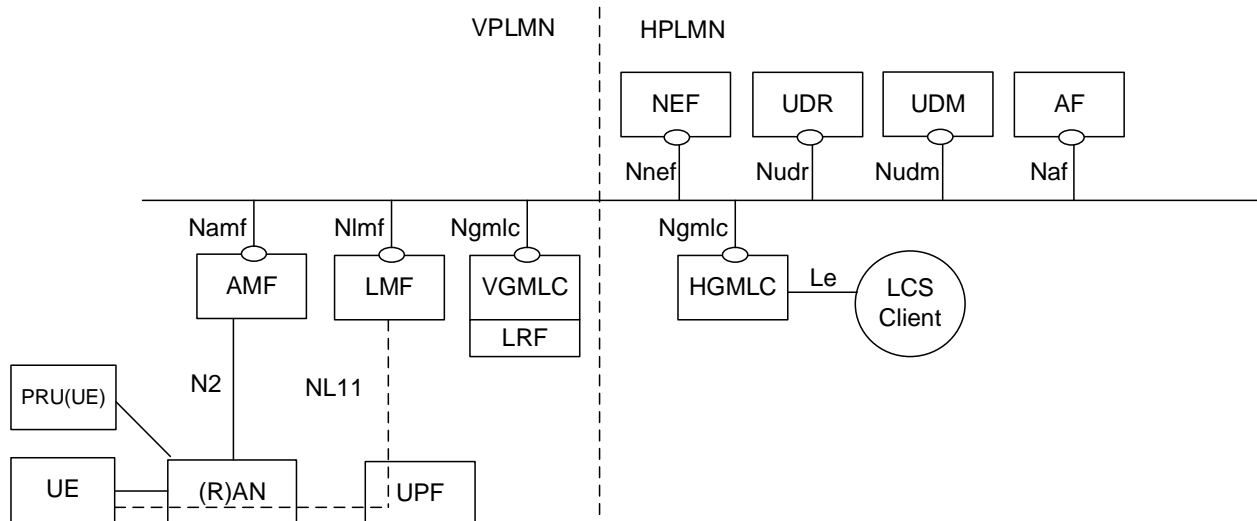 VPLMN
HPLMN
NEF
UDR
UDM
AF
Nnef
Nudr
Nudm
Naf
Namf
Nlmf
Ngmlc
Ngmlc
AMF
LMF
VGMLC
LRF
HGMLC
Le
LCS
Client
N2
NL11
PRU(UE)
UE
(R)AN
UPF